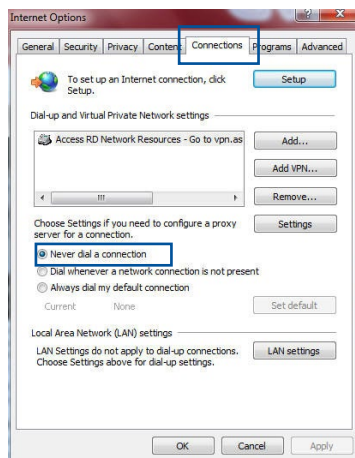 Internet Options
General Security Privacy Content Connections Programs Advanced
To set up an Internet connection, click
Setup.
Setup
Dial-up and Virtual Private Network settings
Access RD Network Resources - Go to vpn.as
Add...
Add VPN...
Remove...
Choose Settings if you need to configure a proxy
server for a connection.
Settings
Never dial a connection
Dial whenever a network connection is not present
Always dial my default connection
Current None
Set default
Local Area Network (LAN) settings
LAN Settings do not apply to dial-up connections.
Choose Settings above for dial-up settings.
LAN settings
OK Cancel Apply